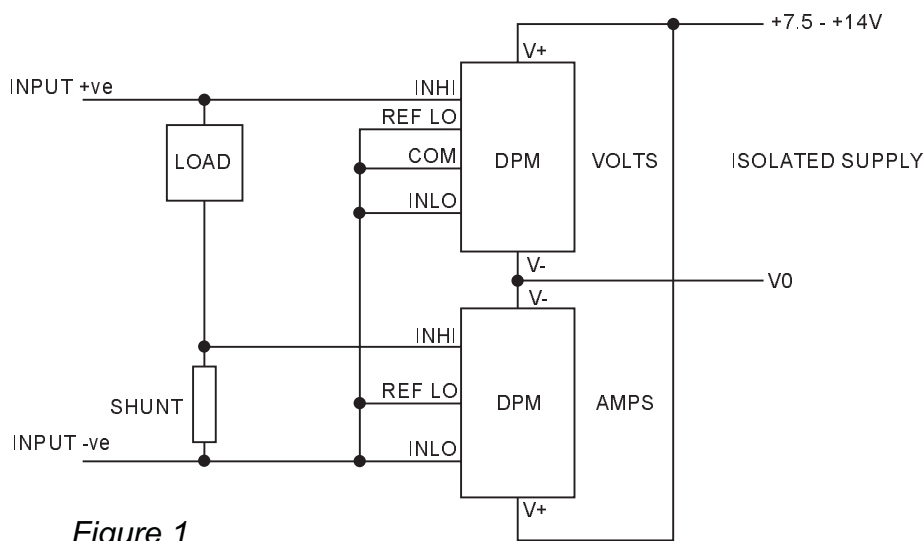 +7.5 - +14V
V+
INPUT +ve
INHI
REF LO
LOAD
COM
DPM
VOLTS
ISOLATED SUPPLY
INLO
V-
V0
V-
INHI
REF LO
DPM
AMPS
SHUNT
INPUT -ve
INLO
V+
Figure 1